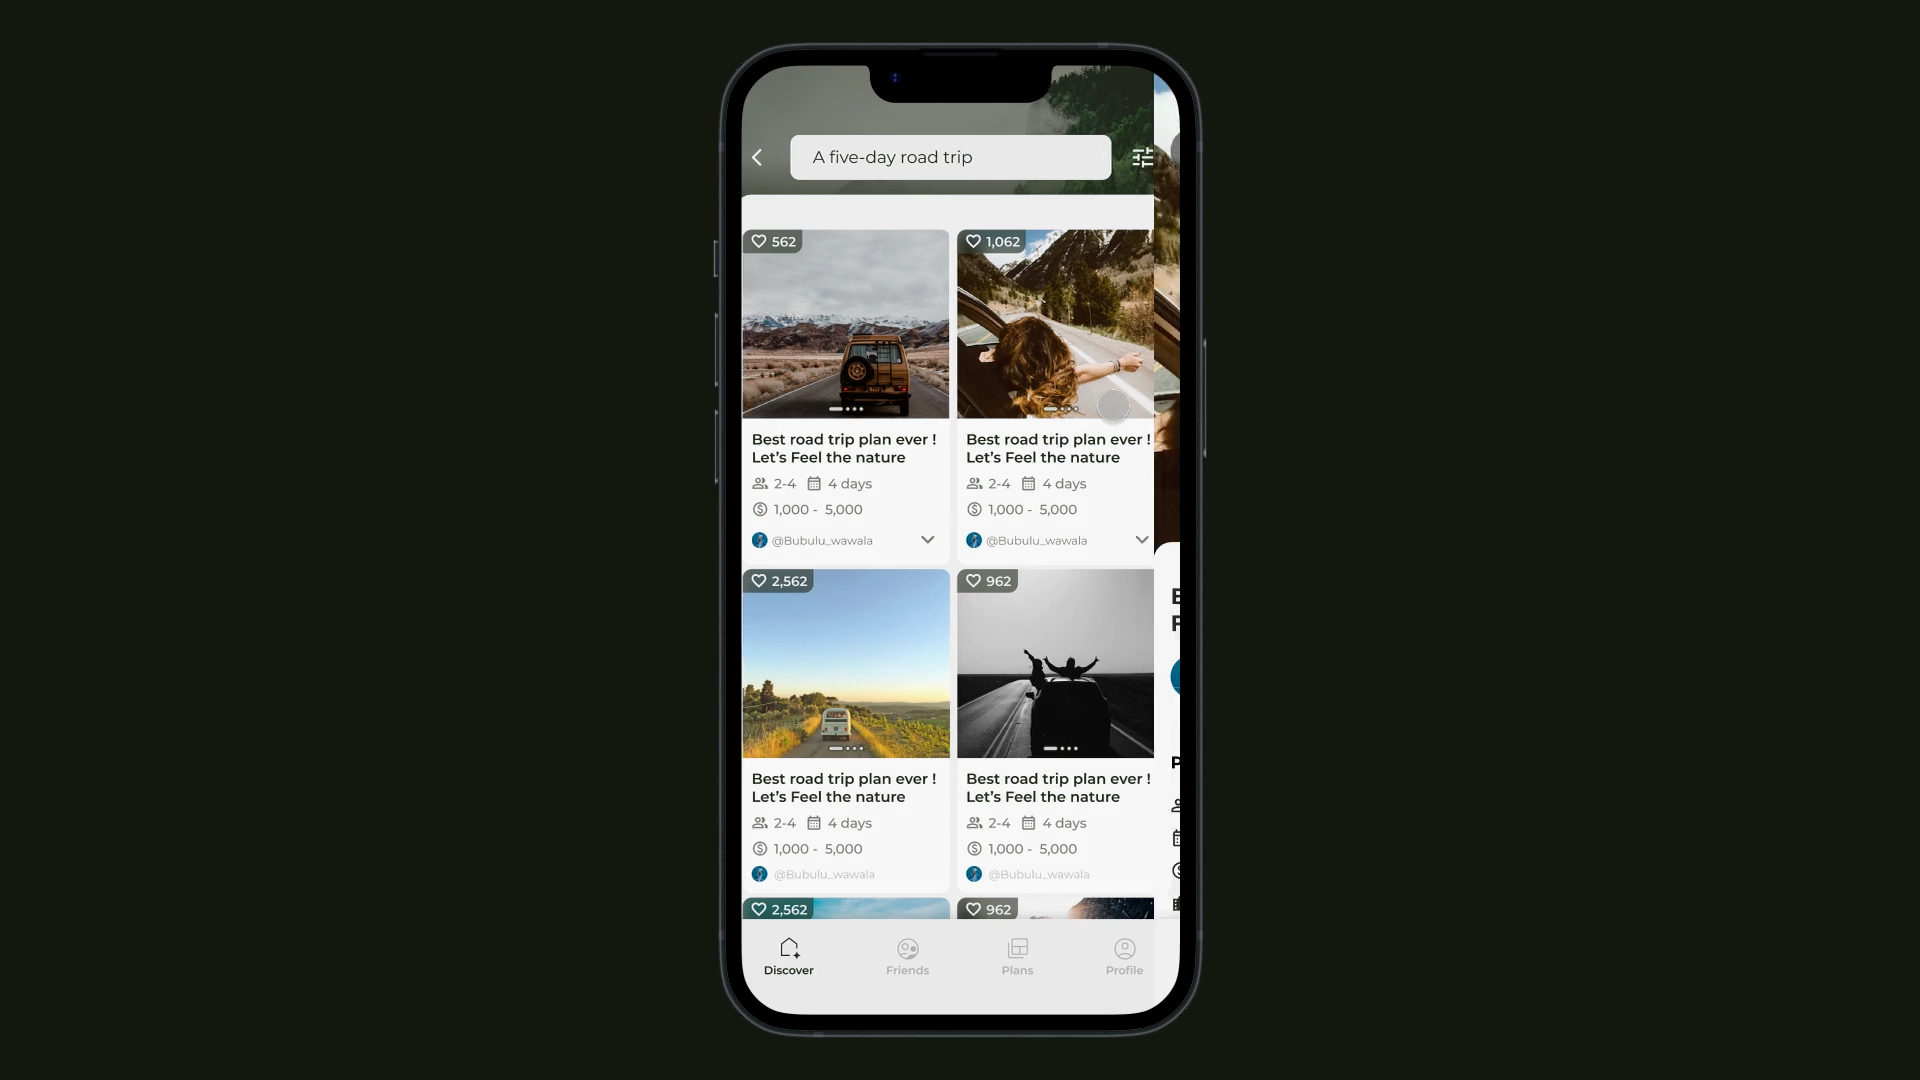 A five-day road trip
562
1,062
Best road trip plan ever !
Let's Feel the nature
2-4 4 days
1,000 - 5,000
@Bubulu_wawala
Best road trip plan ever !
Let's Feel the nature
2-4 4 days
1,000 - 5,000
@Bubulu_wawala
2,562
962
Best road trip plan ever !
Let's Feel the nature
2-4 4 days
1,000 - 5,000
@Bubulu_wawala
Best road trip plan ever !
Let's Feel the nature
2-4 4 days
1,000 - 5,000
@Bubulu_wawala
2,562
962
Discover
Friends
Plans
Profile